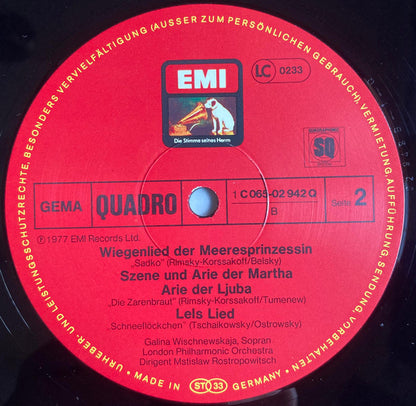 URHEBER- UND LEISTUNGSSCHUTZRECHTE, BESONDERS VERVIELFÄLTIGUNG (AUSSER ZUM PERSÖNLICHEN GEBRAUCH), VERMIETUNG, AUFFÜHRUNG, SENDUNG, VORBEHALTEN
EMI
LC 0233
Die Stimme seines Herrn
SQ
GEMA
QUADRO
1 C 065-02 942 Q
B
Seite 2
℗ 1977 EMI Records Ltd.
Wiegenlied der Meeresprinzessin
„Sadko" (Rimsky-Korssakoff/Belsky)
Szene und Arie der Martha
Arie der Ljuba
„Die Zarenbraut" (Rimsky-Korssakoff/Tumenew)
Lels Lied
„Schneeflöckchen" (Tschaikowsky/Ostrowsky)
Galina Wischnewskaja, Sopran
London Philharmonic Orchestra
Dirigent Matislaw Rostropowitsch
MADE IN STEREO 33 GERMANY